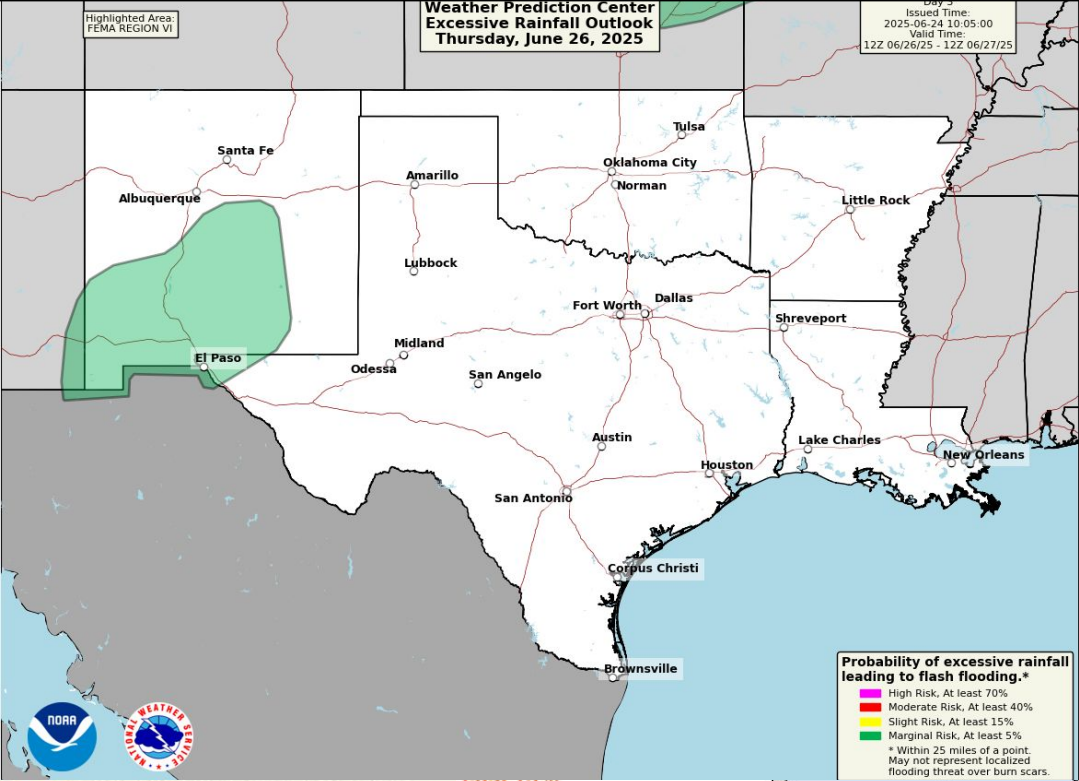 Highlighted Area:
FEMA REGION VI
Weather Prediction Center
Excessive Rainfall Outlook
Thursday, June 26, 2025
Day 3
Issued Time:
2025-06-24 10:05:00
Valid Time:
12Z 06/26/25 - 12Z 06/27/25
Tulsa
Santa Fe
Oklahoma City
Amarillo
Norman
Albuquerque
Little Rock
Lubbock
Fort Worth
Dallas
Shreveport
Midland
El Paso
Odessa
San Angelo
Austin
Lake Charles
New Orleans
Houston
San Antonio
Corpus Christi
Brownsville
Probability of excessive rainfall
leading to flash flooding.*
High Risk, At least 70%
Moderate Risk, At least 40%
Slight Risk, At least 15%
Marginal Risk, At least 5%
* Within 25 miles of a point.
May not represent localized
flooding threat over burn scars.
NOAA
NATIONAL WEATHER SERVICE